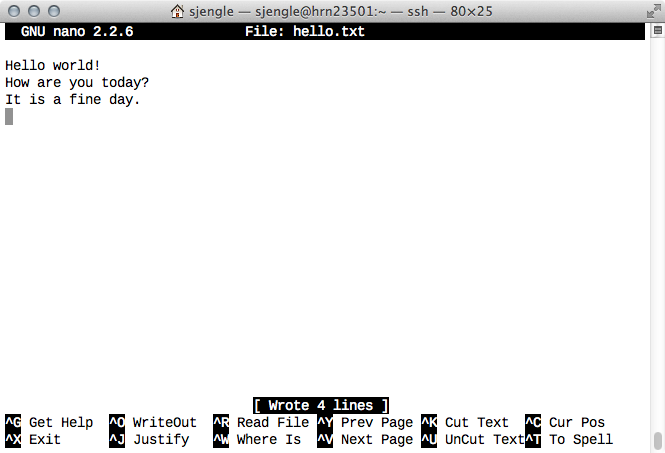 sjengle — sjengle@hrn23501:~ — ssh — 80×25
GNU nano 2.2.6 File: hello.txt
Hello world!
How are you today?
It is a fine day.
[ Wrote 4 lines ]
^G Get Help ^O WriteOut ^R Read File ^Y Prev Page ^K Cut Text ^C Cur Pos
^X Exit ^J Justify ^W Where Is ^V Next Page ^U UnCut Text^T To Spell